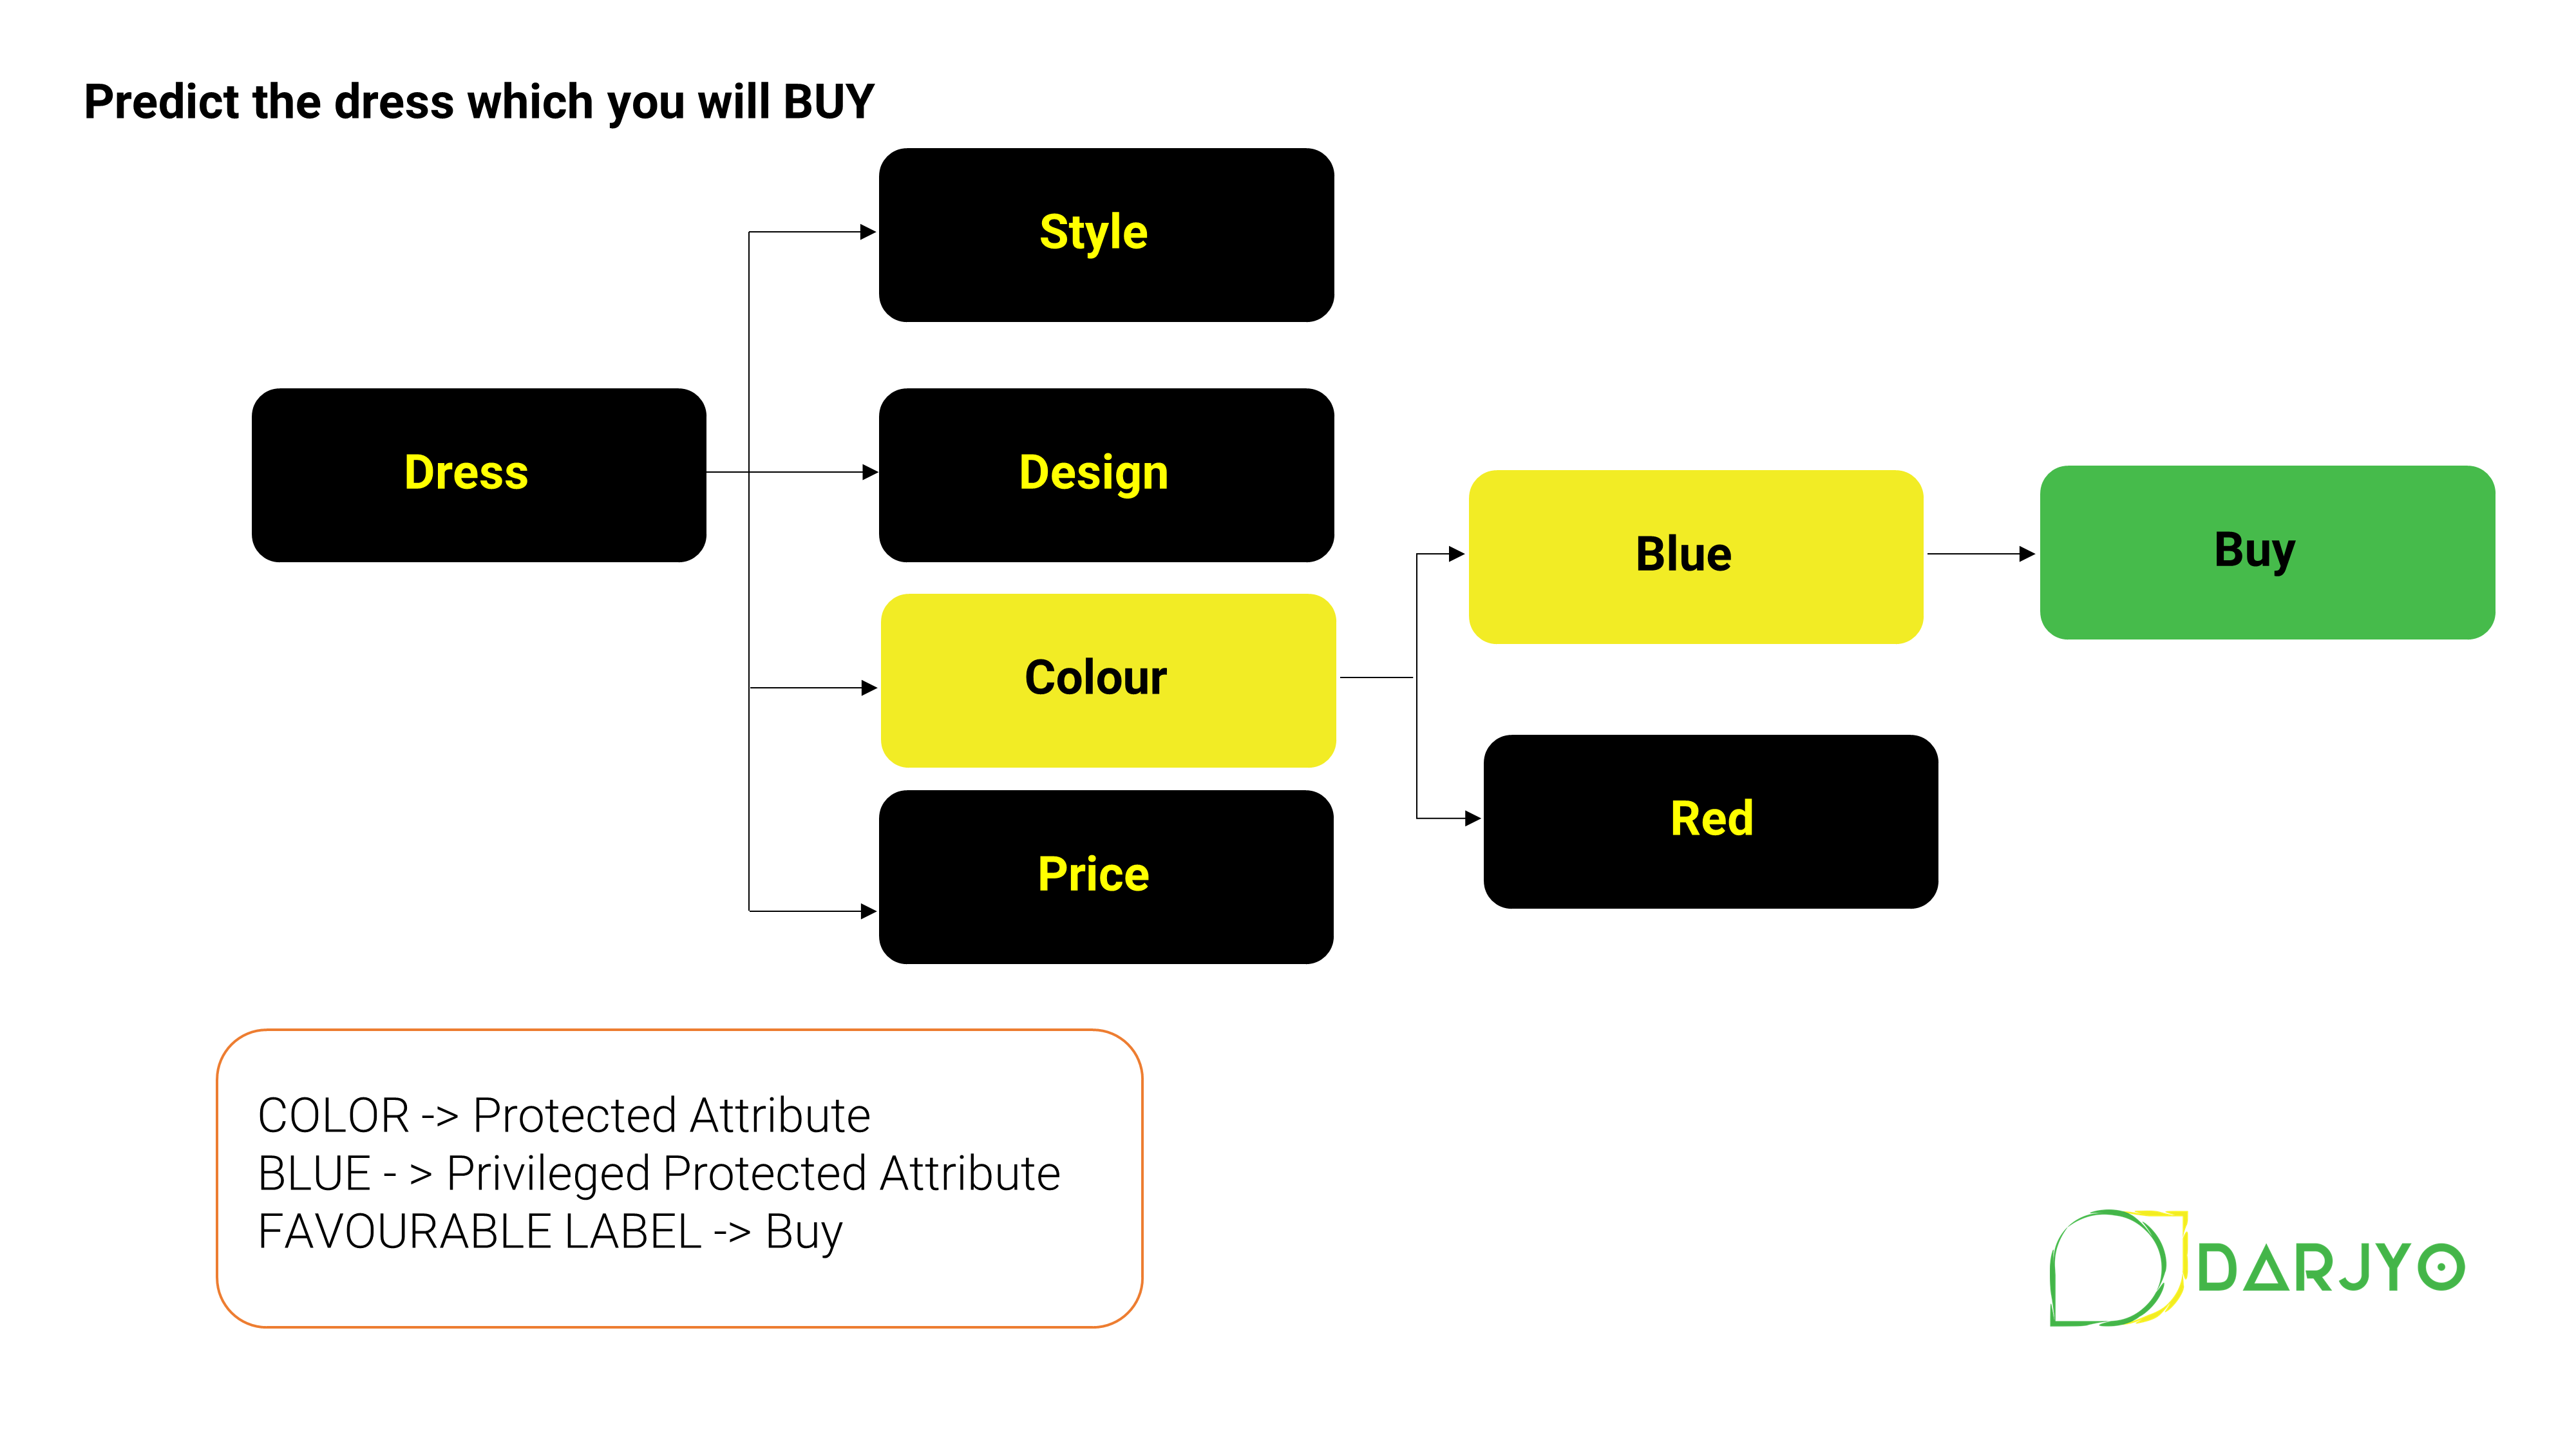 Predict the dress which you will BUY
Style
Dress
Design
Blue
Buy
Colour
Red
Price
COLOR -> Protected Attribute
BLUE - > Privileged Protected Attribute
FAVOURABLE LABEL -> Buy
DARJYO